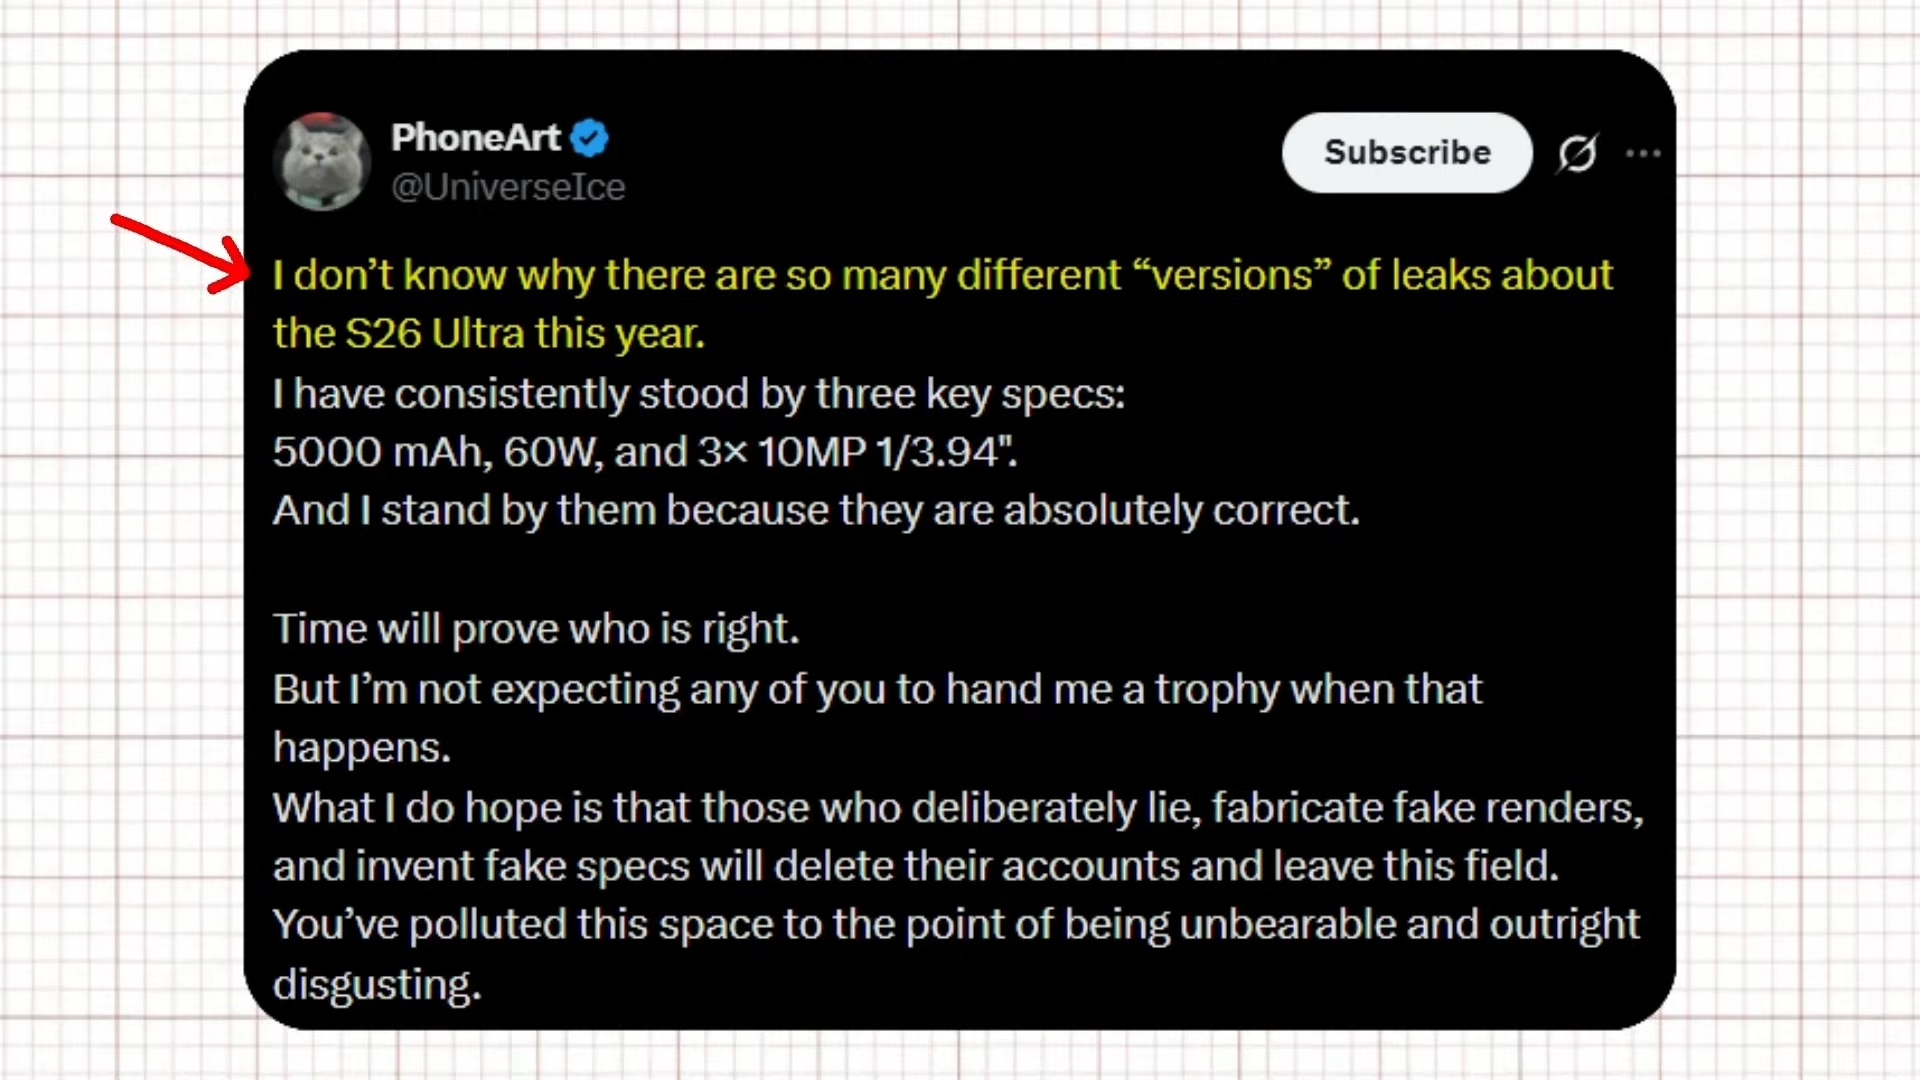 PhoneArt
@UniverseIce
Subscribe
I don’t know why there are so many different “versions” of leaks about
the S26 Ultra this year.
I have consistently stood by three key specs:
5000 mAh, 60W, and 3× 10MP 1/3.94".
And I stand by them because they are absolutely correct.
Time will prove who is right.
But I’m not expecting any of you to hand me a trophy when that
happens.
What I do hope is that those who deliberately lie, fabricate fake renders,
and invent fake specs will delete their accounts and leave this field.
You’ve polluted this space to the point of being unbearable and outright
disgusting.